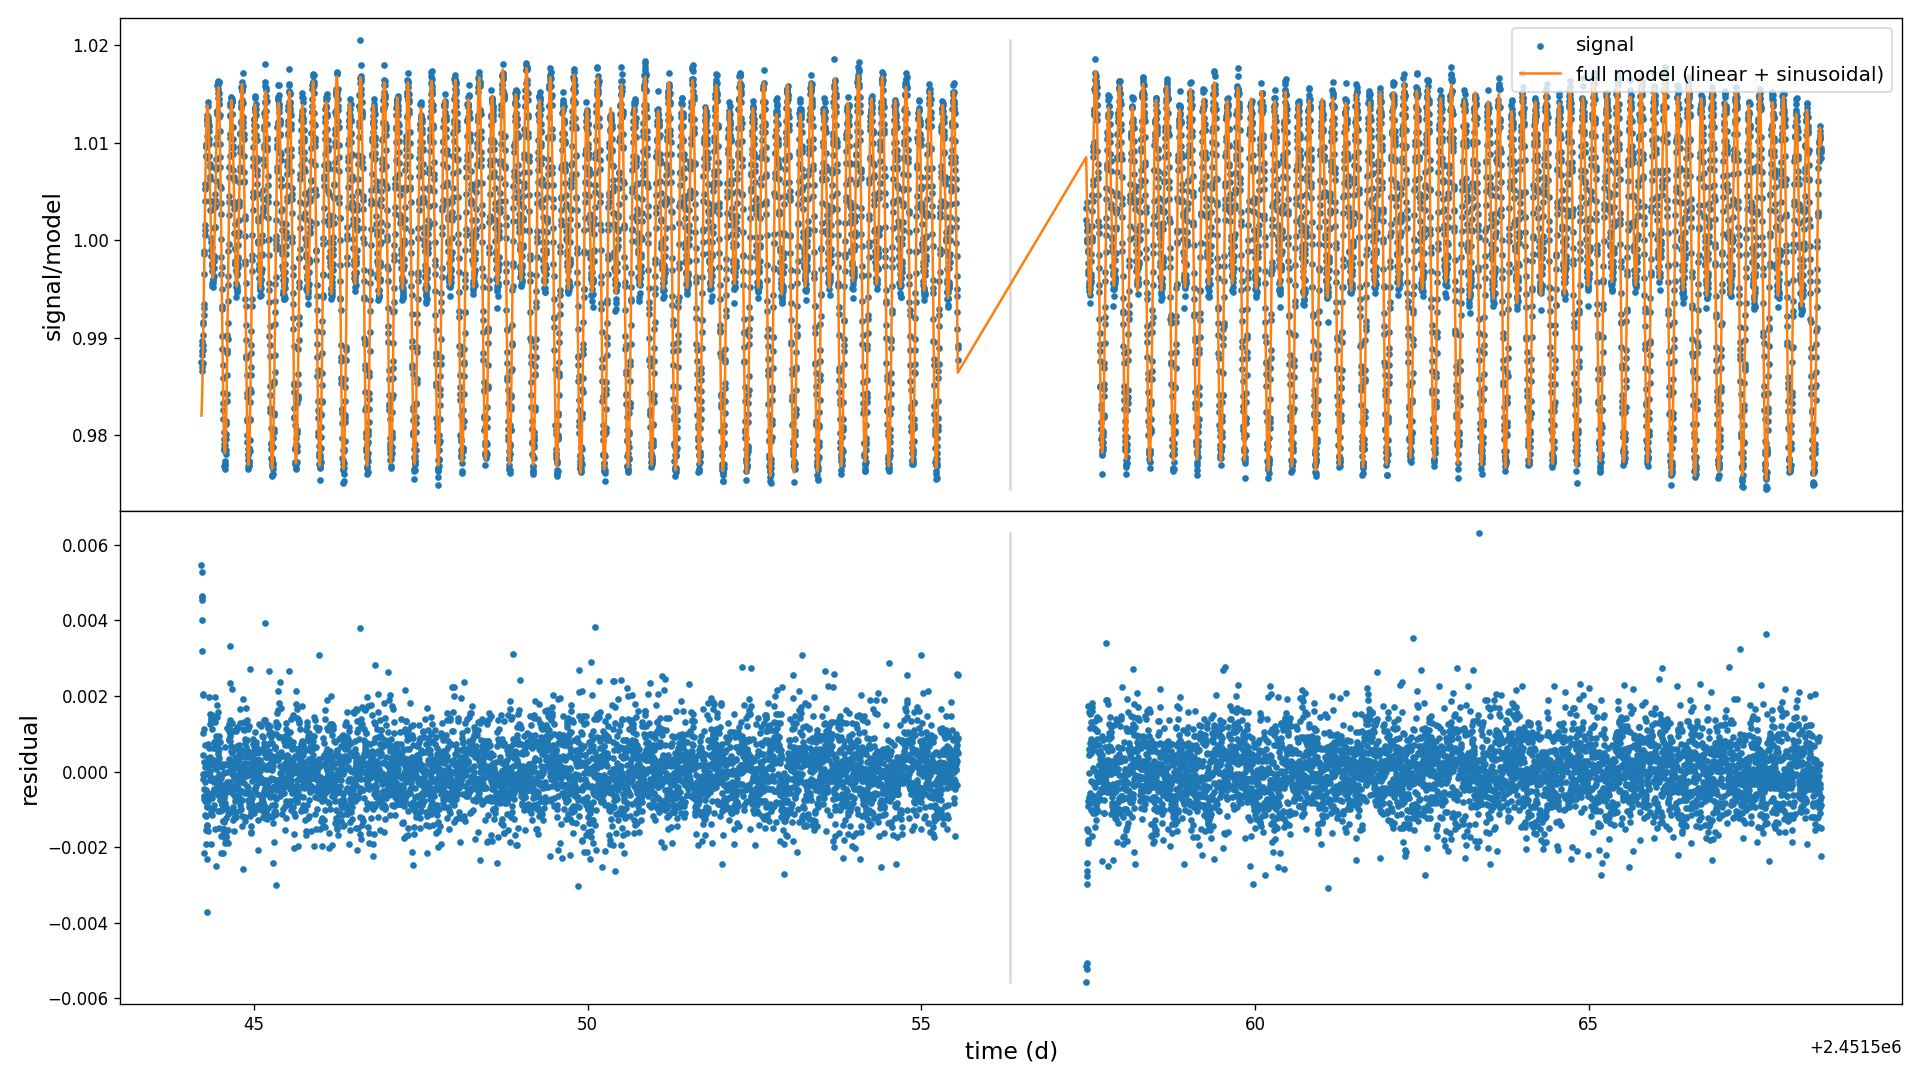 signal
full model (linear + sinusoidal)
1.02
1.01
1.00
0.99
0.98
signal/model
0.006
0.004
0.002
0.000
−0.002
−0.004
−0.006
residual
45
50
55
60
65
time (d)
+2.4515e6